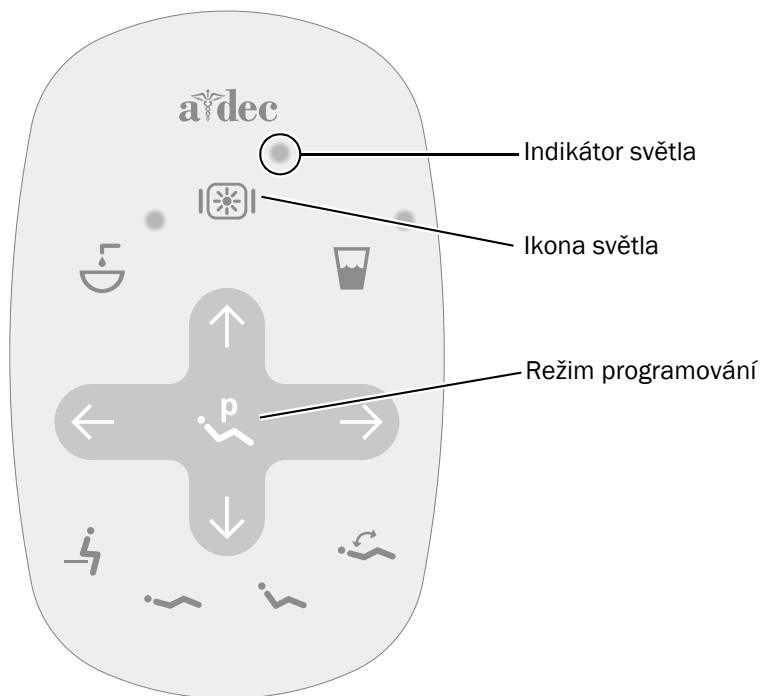 a dec
Indikátor světla
Ikona světla
Režim programování
p